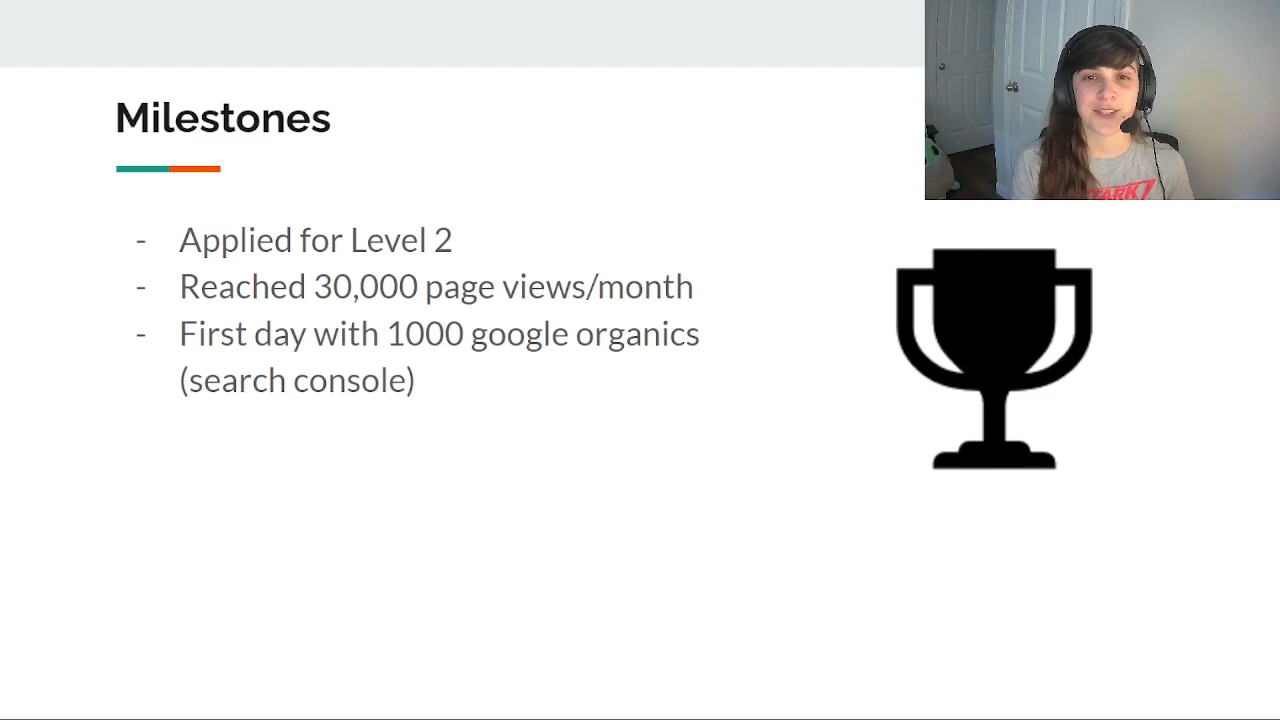 Milestones
- Applied for Level 2
- Reached 30,000 page views/month
- First day with 1000 google organics
(search console)